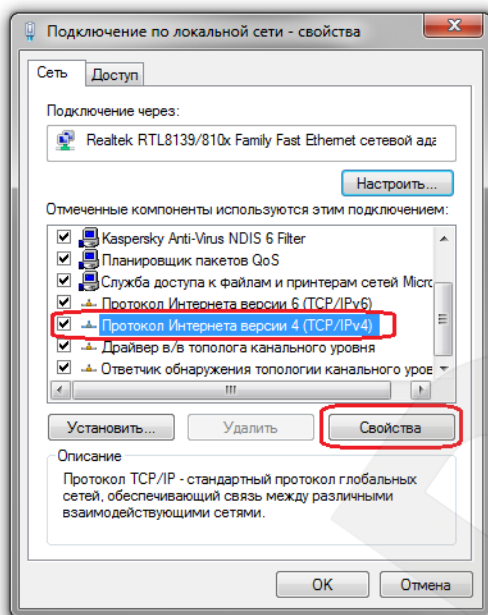 Подключение по локальной сети - свойства
Сеть
Доступ
Подключение через:
Realtek RTL8139/810x Family Fast Ethernet сетевой ада
Настроить...
Отмеченные компоненты используются этим подключением:
Kaspersky Anti-Virus NDIS 6 Filter
Планировщик пакетов QoS
Служба доступа к файлам и принтерам сетей Micro
Протокол Интернета версии 6 (TCP/IPv6)
Протокол Интернета версии 4 (TCP/IPv4)
Драйвер в/в тополога канального уровня
Ответчик обнаружения топологии канального уров
Установить...
Удалить
Свойства
Описание
Протокол TCP/IP - стандартный протокол глобальных
сетей, обеспечивающий связь между различными
взаимодействующими сетями.
OK
Отмена